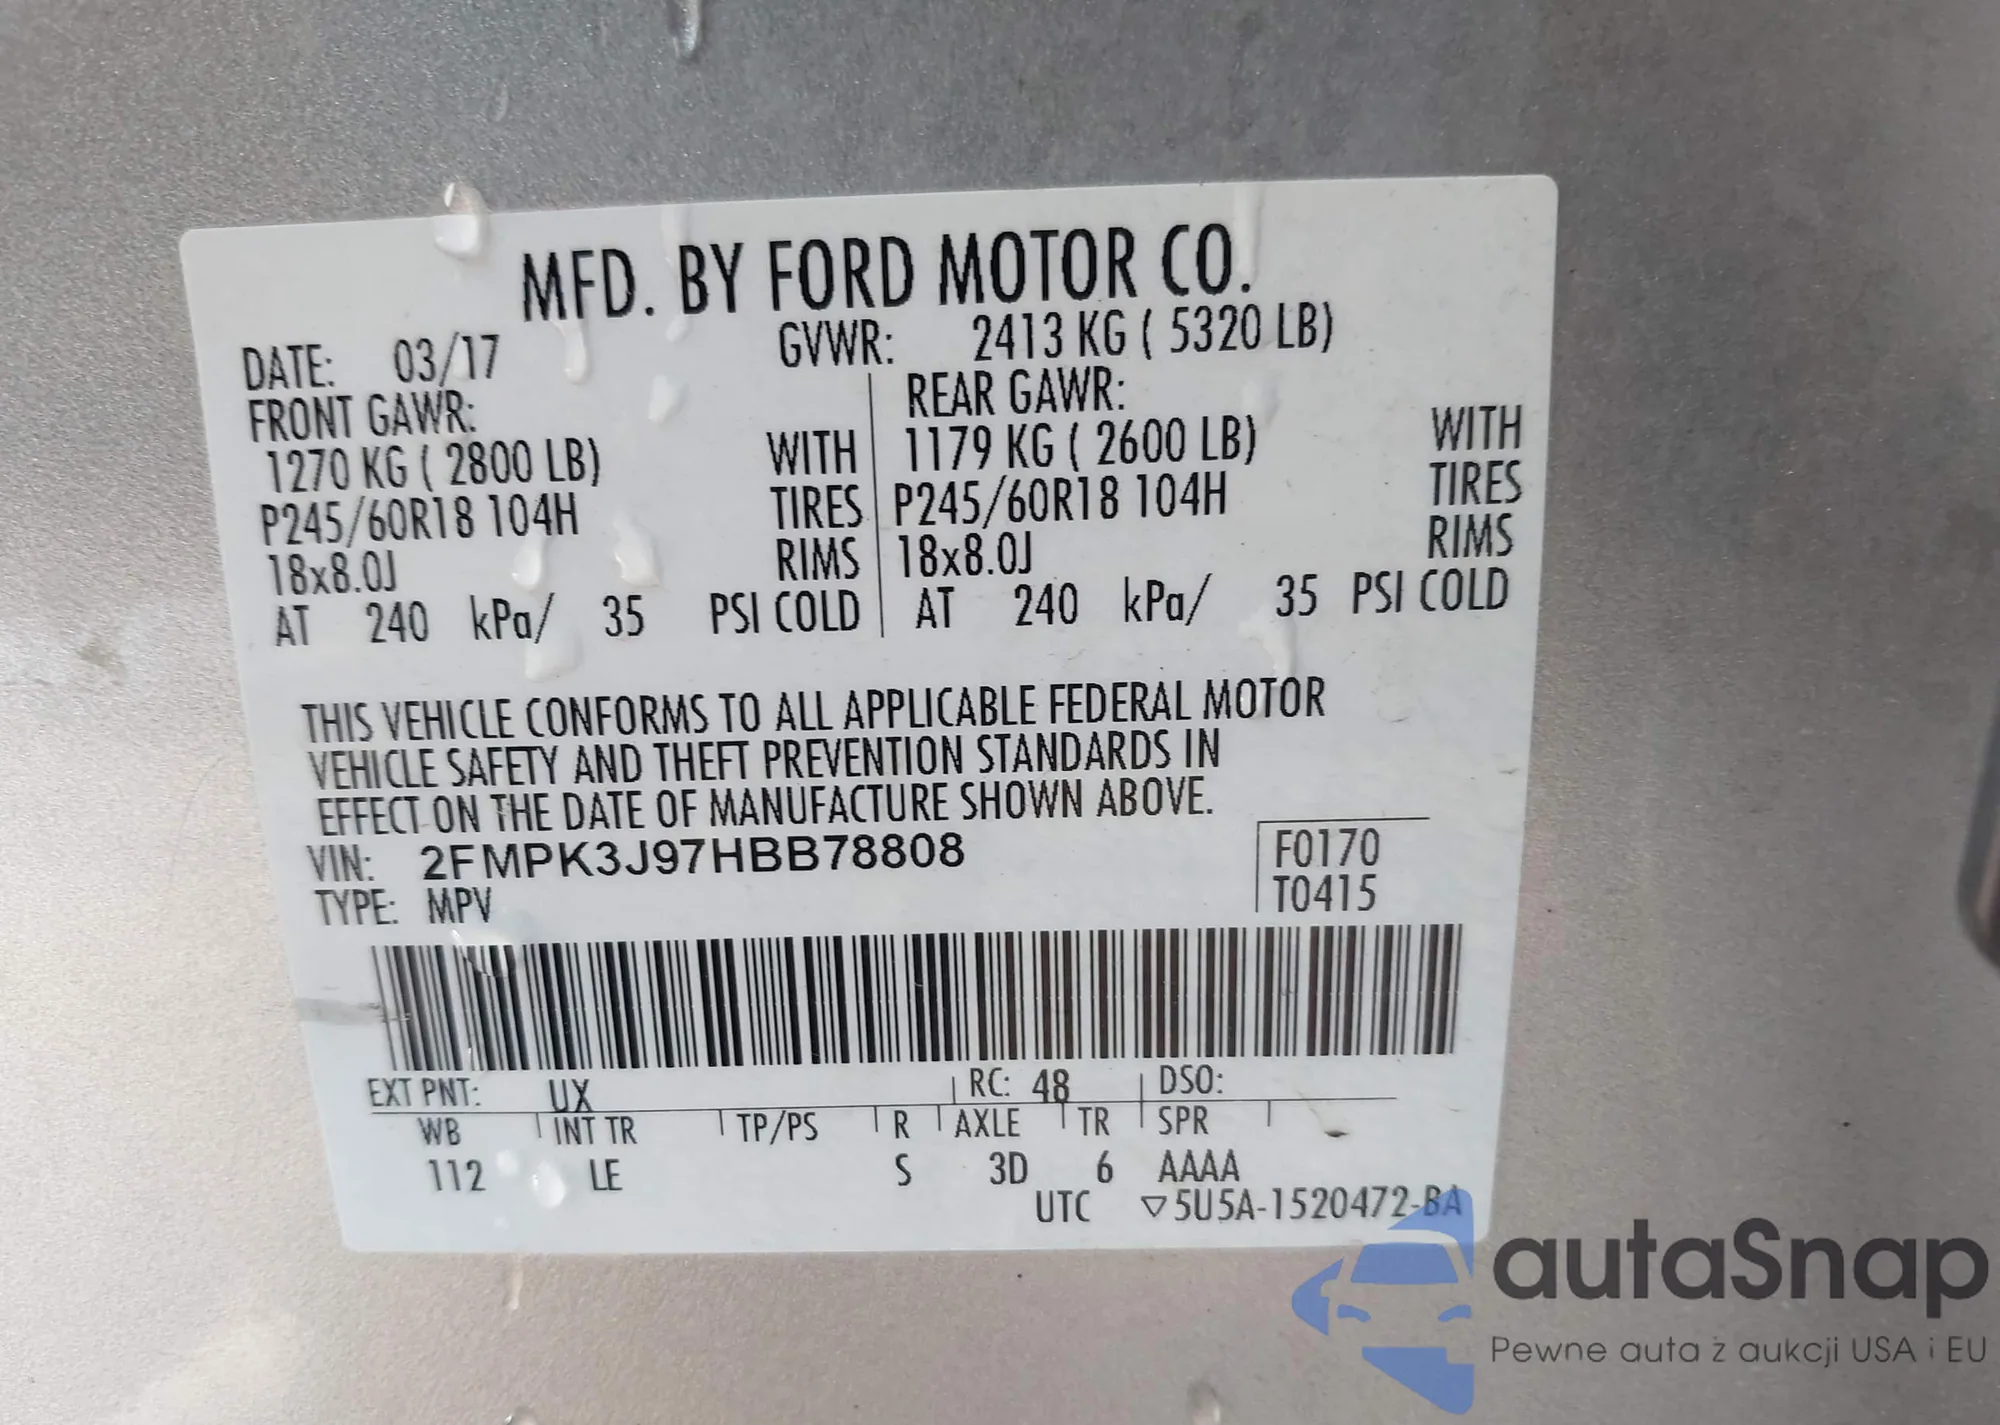 MFD. BY FORD MOTOR CO.
DATE: 03/17 GVWR: 2413 KG ( 5320 LB)
FRONT GAWR: REAR GAWR:
1270 KG ( 2800 LB) WITH 1179 KG ( 2600 LB) WITH
P245/60R18 104H TIRES P245/60R18 104H TIRES
18x8.0J RIMS 18x8.0J RIMS
AT 240 kPa/ 35 PSI COLD AT 240 kPa/ 35 PSI COLD
THIS VEHICLE CONFORMS TO ALL APPLICABLE FEDERAL MOTOR
VEHICLE SAFETY AND THEFT PREVENTION STANDARDS IN
EFFECT ON THE DATE OF MANUFACTURE SHOWN ABOVE.
VIN: 2FMPK3J97HBB78808 F0170
TYPE: MPV T0415
EXT PNT: UX RC: 48 DSO:
WB INT TR TP/PS R AXLE TR SPR
112 LE S 3D 6 AAAA
UTC ▽5U5A-1520472-BA
autaSnap
Pewne auta z aukcji USA i EU